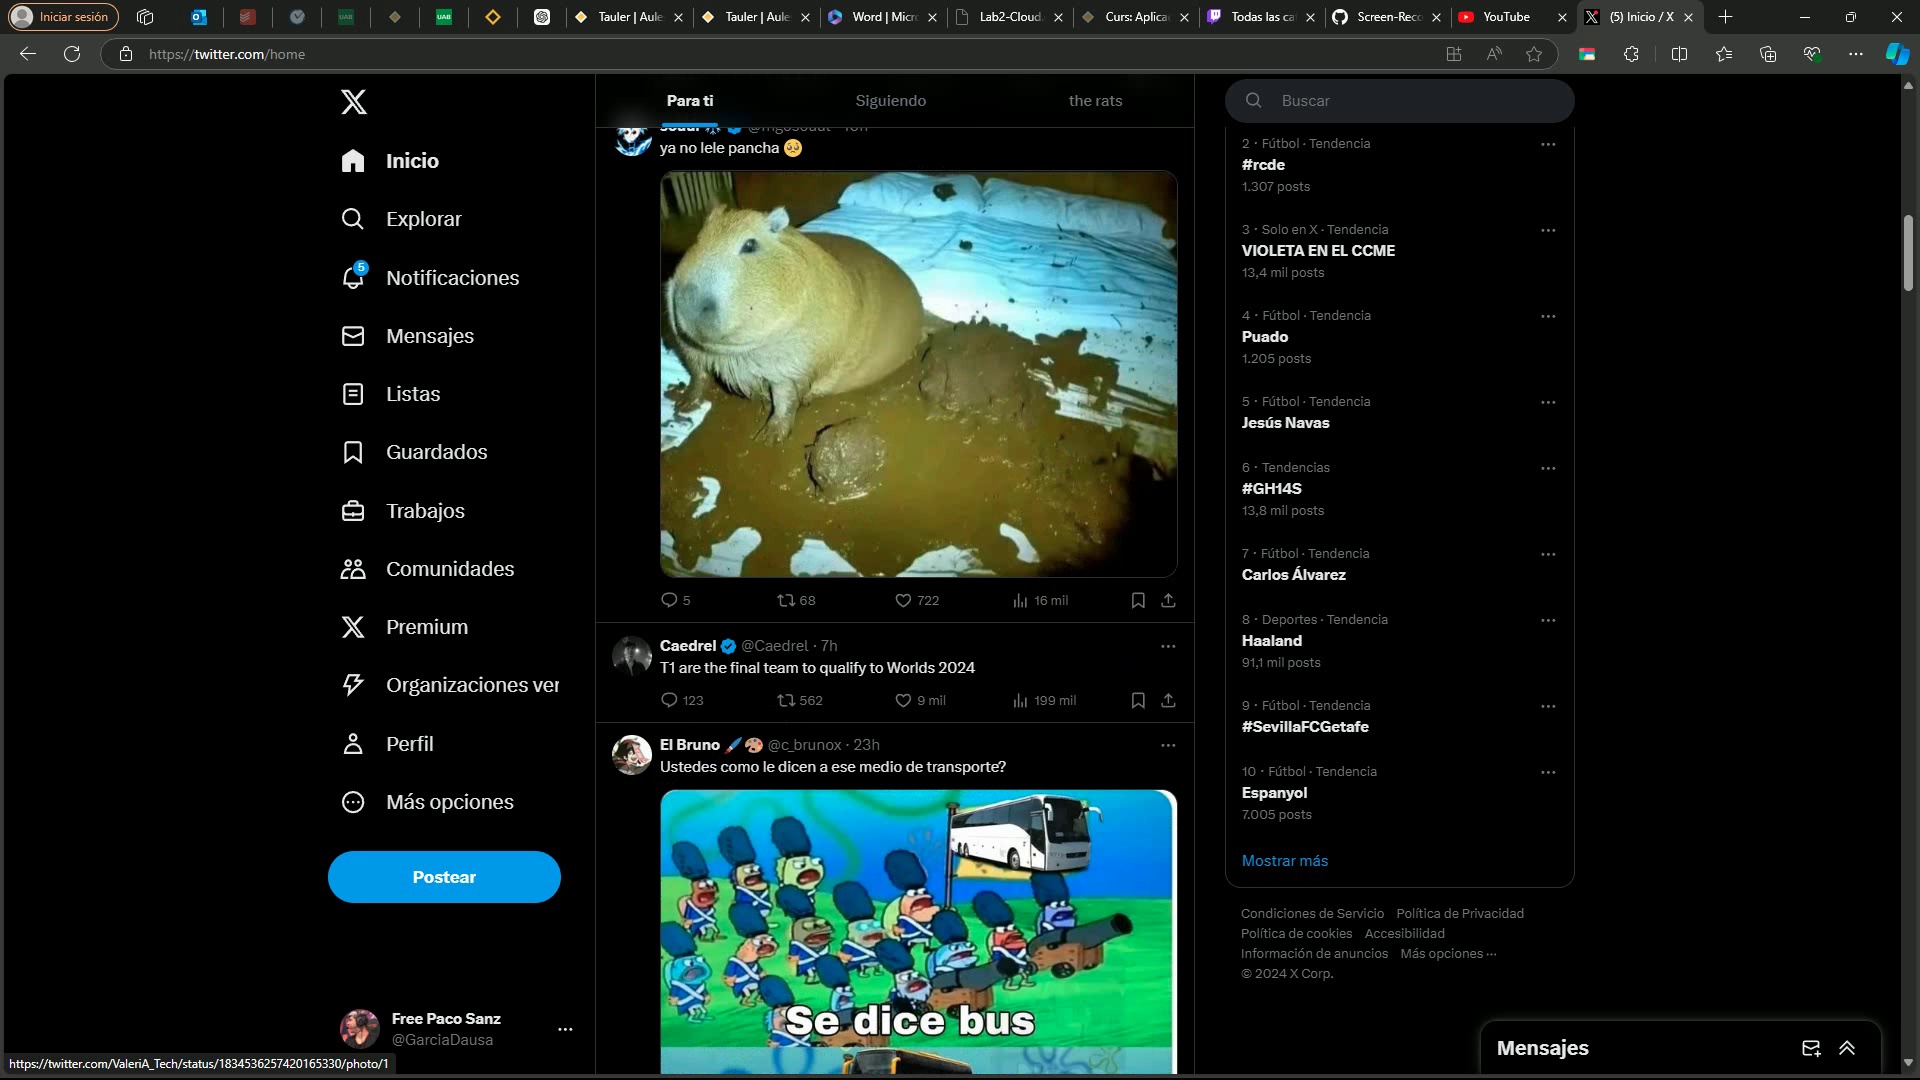 Iniciar sesión
UAB
UAB
Tauler | Aule
Tauler | Aule
Word | Micr
Lab2-Cloud.
Curs: Aplica
Todas las ca
Screen-Reco
YouTube
(5) Inicio / X
https://twitter.com/home
Inicio
Explorar
5
Notificaciones
Mensajes
Listas
Guardados
Trabajos
Comunidades
Premium
Organizaciones ver
Perfil
Más opciones
Postear
Free Paco Sanz
@GarciaDausa
https://twitter.com/ValeriA_Tech/status/1834536257420165330/photo/1
Para ti
Siguiendo
the rats
ya no lele pancha 🥺
5 68 722 16 mil
Caedrel @Caedrel · 7h
T1 are the final team to qualify to Worlds 2024
123 562 9 mil 199 mil
El Bruno 🖌️🎨 @c_brunox · 23h
Ustedes como le dicen a ese medio de transporte?
Se dice bus
Buscar
2 · Fútbol · Tendencia
#rcde
1.307 posts
3 · Solo en X · Tendencia
VIOLETA EN EL CCME
13,4 mil posts
4 · Fútbol · Tendencia
Puado
1.205 posts
5 · Fútbol · Tendencia
Jesús Navas
6 · Tendencias
#GH14S
13,8 mil posts
7 · Fútbol · Tendencia
Carlos Álvarez
8 · Deportes · Tendencia
Haaland
91,1 mil posts
9 · Fútbol · Tendencia
#SevillaFCGetafe
10 · Fútbol · Tendencia
Espanyol
7.005 posts
Mostrar más
Condiciones de Servicio Política de Privacidad
Política de cookies Accesibilidad
Información de anuncios Más opciones ···
© 2024 X Corp.
Mensajes